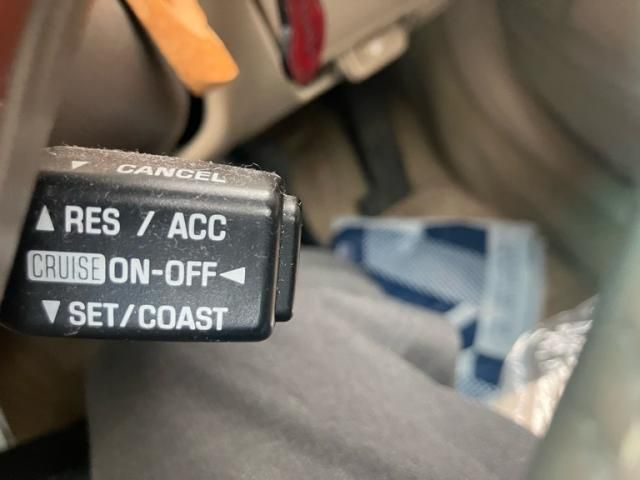 ▼ CANCEL
▲ RES / ACC
CRUISE ON-OFF ◀
▼ SET/COAST